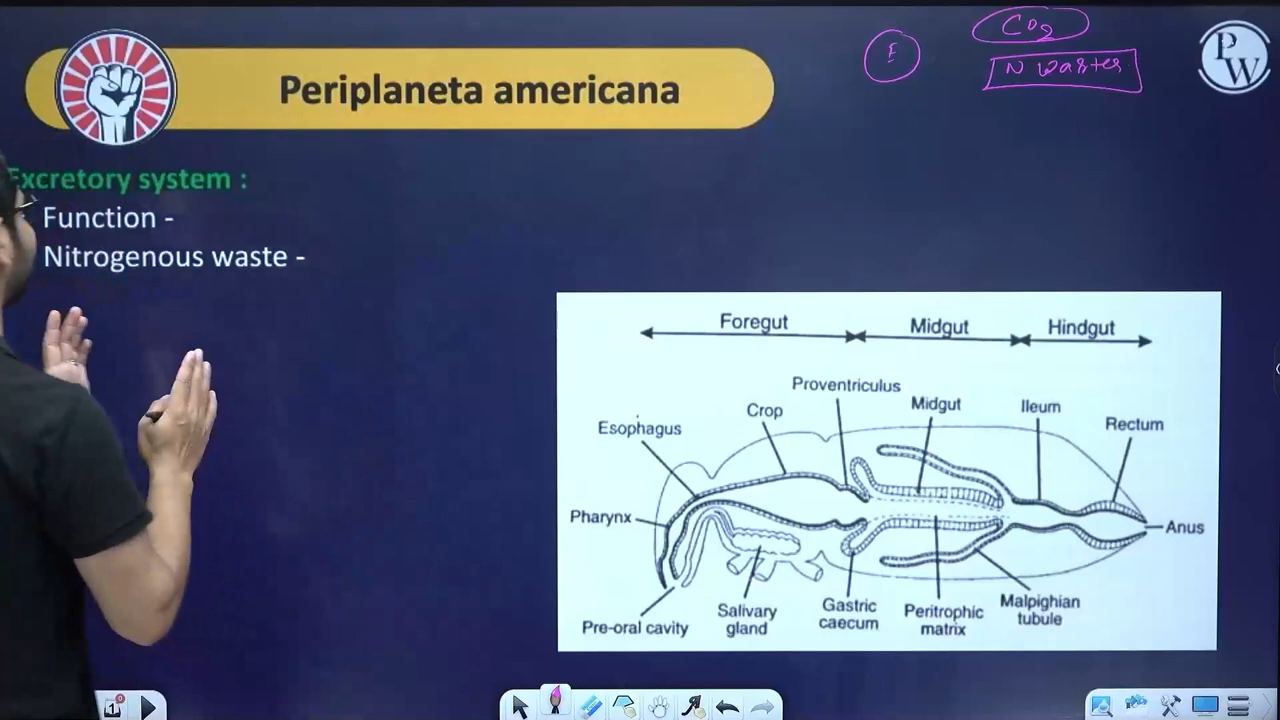 CO2
E
N wastes
P
W
Periplaneta americana
Excretory system :
Function -
Nitrogenous waste -
Foregut
Midgut
Hindgut
Proventriculus
Crop
Midgut
Ileum
Esophagus
Rectum
Pharynx
Anus
Pre-oral cavity
Salivary
gland
Gastric
caecum
Peritrophic
matrix
Malpighian
tubule
1